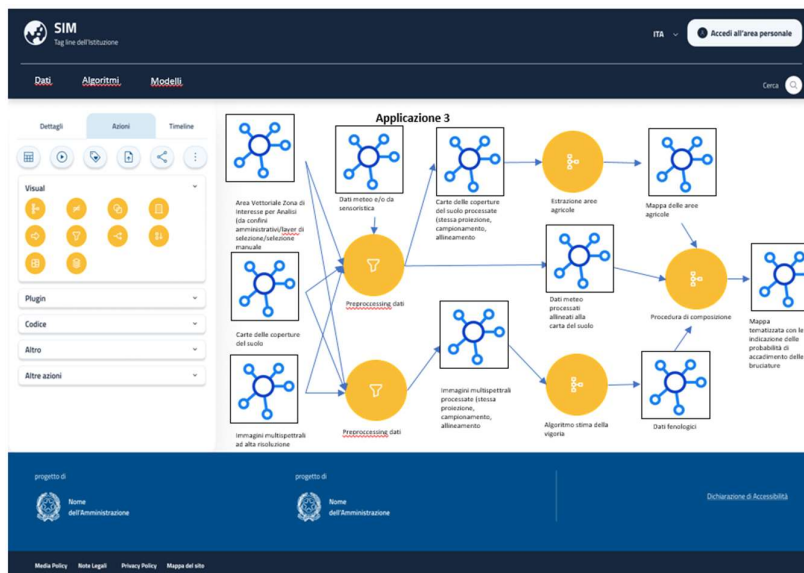 SIM
Tag line dell'Istituzione
ITA
Accedi all'area personale
Dati
Algoritmi
Modelli
Cerca
Dettagli
Azioni
Timeline
Visual
Plugin
Codice
Altro
Altre azioni
Applicazione 3
Area Vettoriale Zona di
Interesse per Analisi
(da confini
amministrativi/layer di
selezione/selezione
manuale
Dati meteo e/o da
sensoristica
Carte delle coperture
del suolo processate
(stessa proiezione,
campionamento,
allineamento
Estrazione aree
agricole
Mappa delle aree
agricole
Carte delle coperture
del suolo
Preproccessing dati
Dati meteo
processati
allineati alla
carta del suolo
Procedura di composizione
Mappa
tematizzata con le
indicazione delle
probabilità di
accadimento delle
bruciature
Immagini multispettrali
ad alta risoluzione
Preproccessing dati
Immagini multispettrali
processate (stessa
proiezione,
campionamento,
allineamento
Algoritmo stima della
vigoria
Dati fenologici
progetto di
Nome
dell'Amministrazione
progetto di
Nome
dell'Amministrazione
Dichiarazione di Accessibilità
Media Policy
Note Legali
Privacy Policy
Mappa del sito